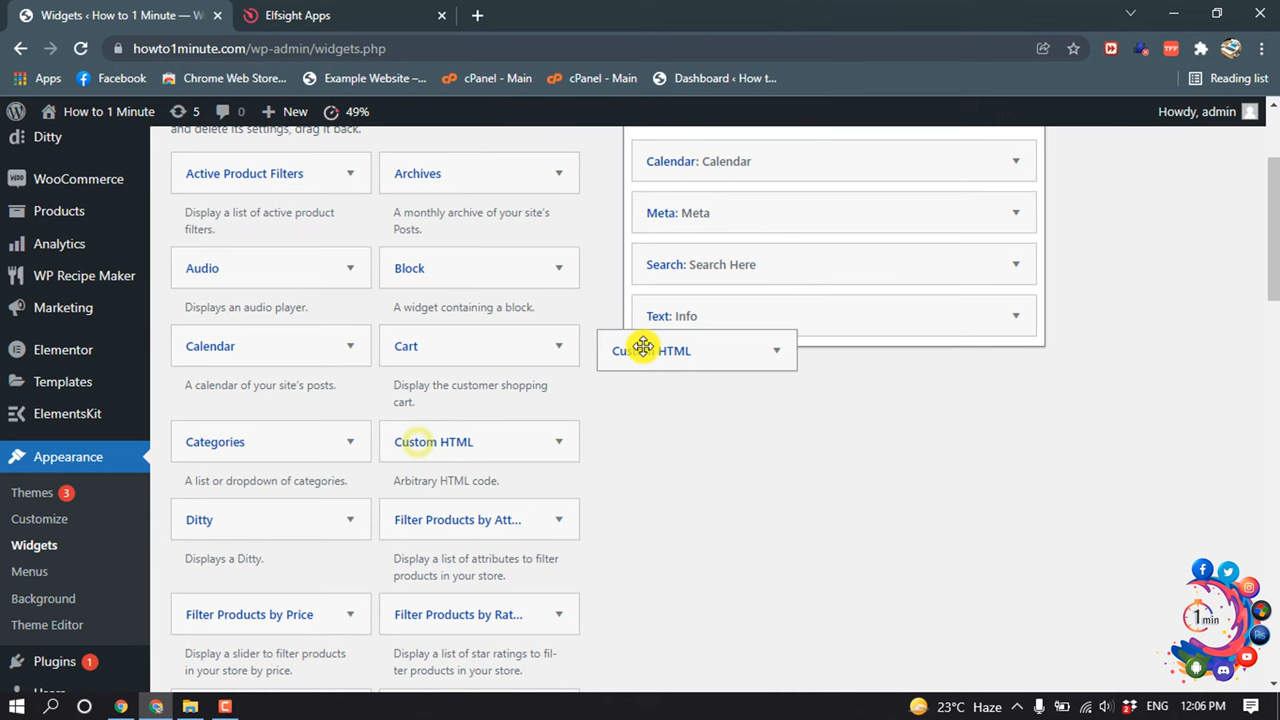 Widgets ‹ How to 1 Minute — W
Elfsight Apps
howto1minute.com/wp-admin/widgets.php
TFP
Apps
Facebook
Chrome Web Store...
Example Website –...
cPanel - Main
cPanel - Main
Dashboard ‹ How t...
Reading list
How to 1 Minute
5
0
New
49%
Howdy, admin
Ditty
WooCommerce
Products
Analytics
WP Recipe Maker
Marketing
Elementor
Templates
ElementsKit
Appearance
Themes 3
Customize
Widgets
Menus
Background
Theme Editor
Plugins 1
and delete its settings, drag it back.
Active Product Filters
Display a list of active product
filters.
Archives
A monthly archive of your site's
Posts.
Audio
Displays an audio player.
Block
A widget containing a block.
Calendar
A calendar of your site's posts.
Cart
Display the customer shopping
cart.
Categories
A list or dropdown of categories.
Custom HTML
Arbitrary HTML code.
Ditty
Displays a Ditty.
Filter Products by Att...
Display a list of attributes to filter
products in your store.
Filter Products by Price
Display a slider to filter products
in your store by price.
Filter Products by Rat...
Display a list of star ratings to fil-
ter products in your store.
Calendar: Calendar
Meta: Meta
Search: Search Here
Text: Info
Custom HTML
1 min
Ps
23°C Haze
ENG
12:06 PM